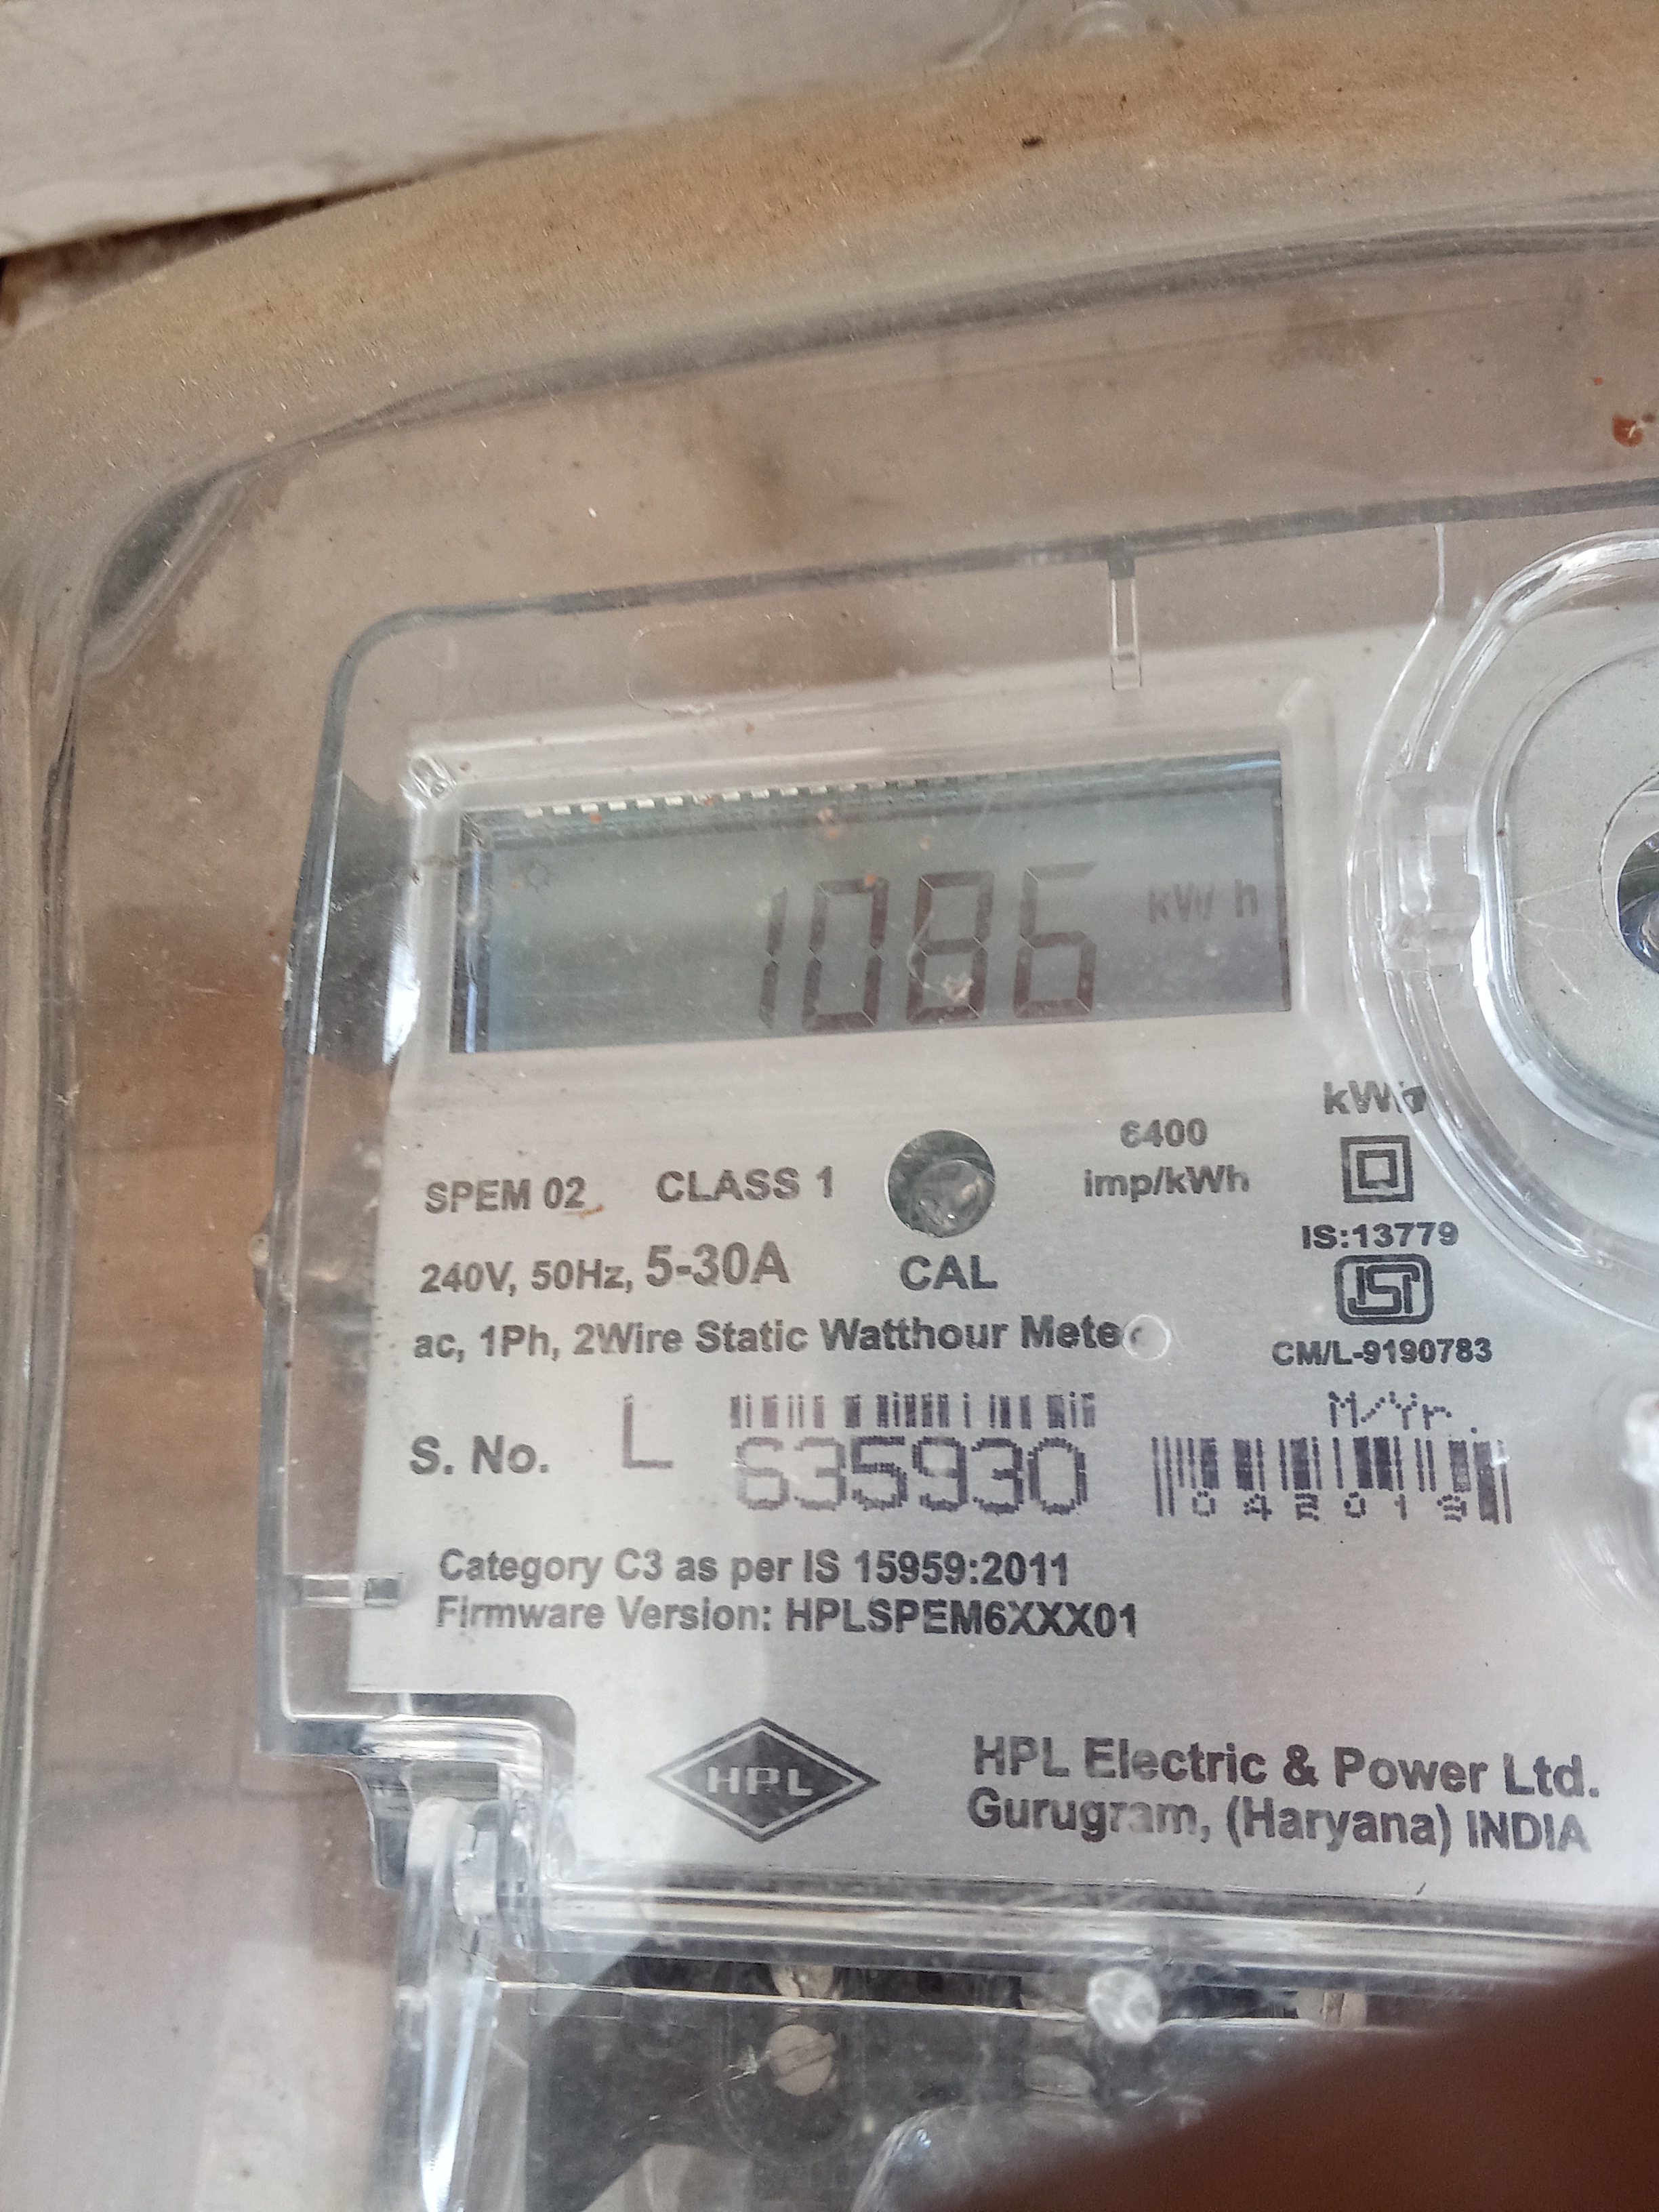 1086 kWh
kWh
6400
imp/kWh
SPEM 02 CLASS 1
IS:13779
240V, 50Hz, 5-30A CAL
ISI
ac, 1Ph, 2Wire Static Watthour Meter
CM/L-9190783
M/Yr.
S. No. L 635930
042019
Category C3 as per IS 15959:2011
Firmware Version: HPLSPEM6XXX01
HPL
HPL Electric & Power Ltd.
Gurugram, (Haryana) INDIA